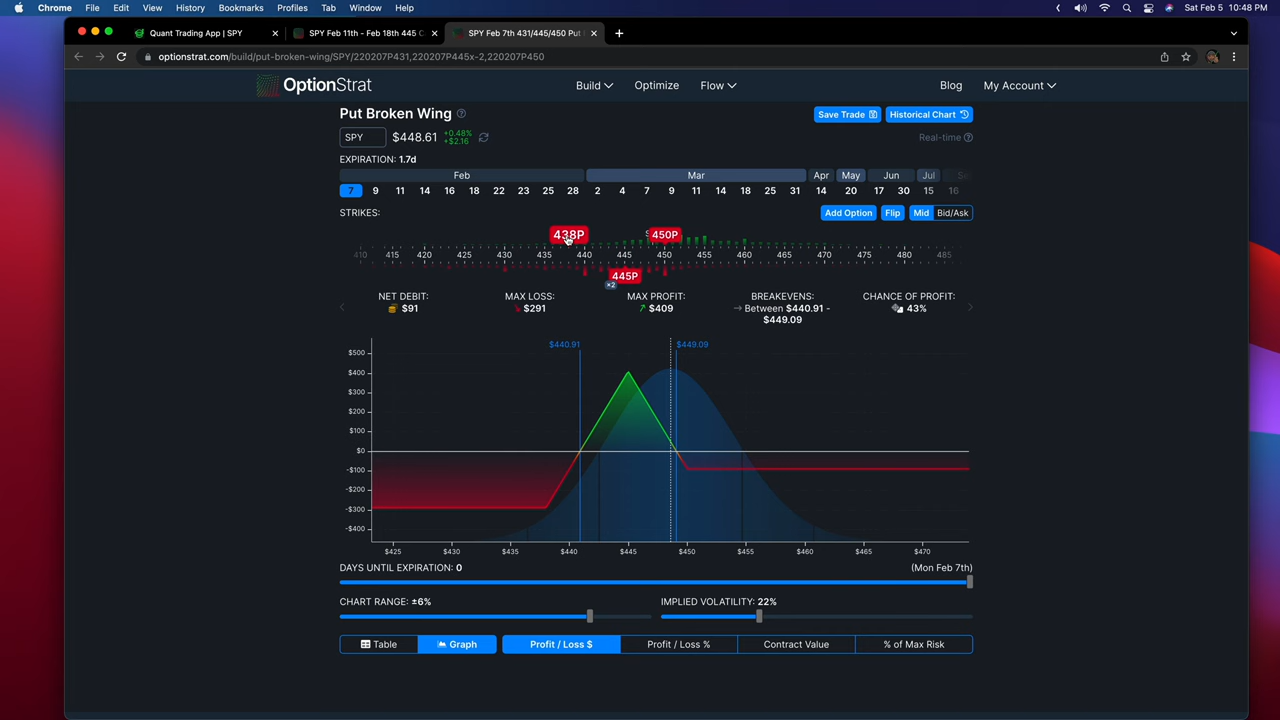 Chrome File Edit View History Bookmarks Profiles Tab Window Help Sat Feb 5 10:48 PM
Quant Trading App | SPY SPY Feb 11th - Feb 18th 445 C SPY Feb 7th 431/445/450 Put
optionstrat.com/build/put-broken-wing/SPY/220207P431,220207P445x-2,220207P450
OptionStrat Build Optimize Flow Blog My Account
Put Broken Wing Save Trade Historical Chart
SPY $448.61 +0.48% +$2.16 Real-time
EXPIRATION: 1.7d
Feb Mar Apr May Jun Jul
7 9 11 14 16 18 22 23 25 28 2 4 7 9 11 14 18 25 31 14 20 17 30 15 16
STRIKES: Add Option Flip Mid Bid/Ask
438P 450P
410 415 420 425 430 435 440 445 450 455 460 465 470 475 480 485
445P
x2
NET DEBIT: MAX LOSS: MAX PROFIT: BREAKEVENS: CHANCE OF PROFIT:
$91 $291 $409 Between $440.91 - $449.09 43%
$440.91 $449.09
$500
$400
$300
$200
$100
$0
-$100
-$200
-$300
-$400
$425 $430 $435 $440 $445 $450 $455 $460 $465 $470
DAYS UNTIL EXPIRATION: 0 (Mon Feb 7th)
CHART RANGE: ±6% IMPLIED VOLATILITY: 22%
Table Graph Profit / Loss $ Profit / Loss % Contract Value % of Max Risk